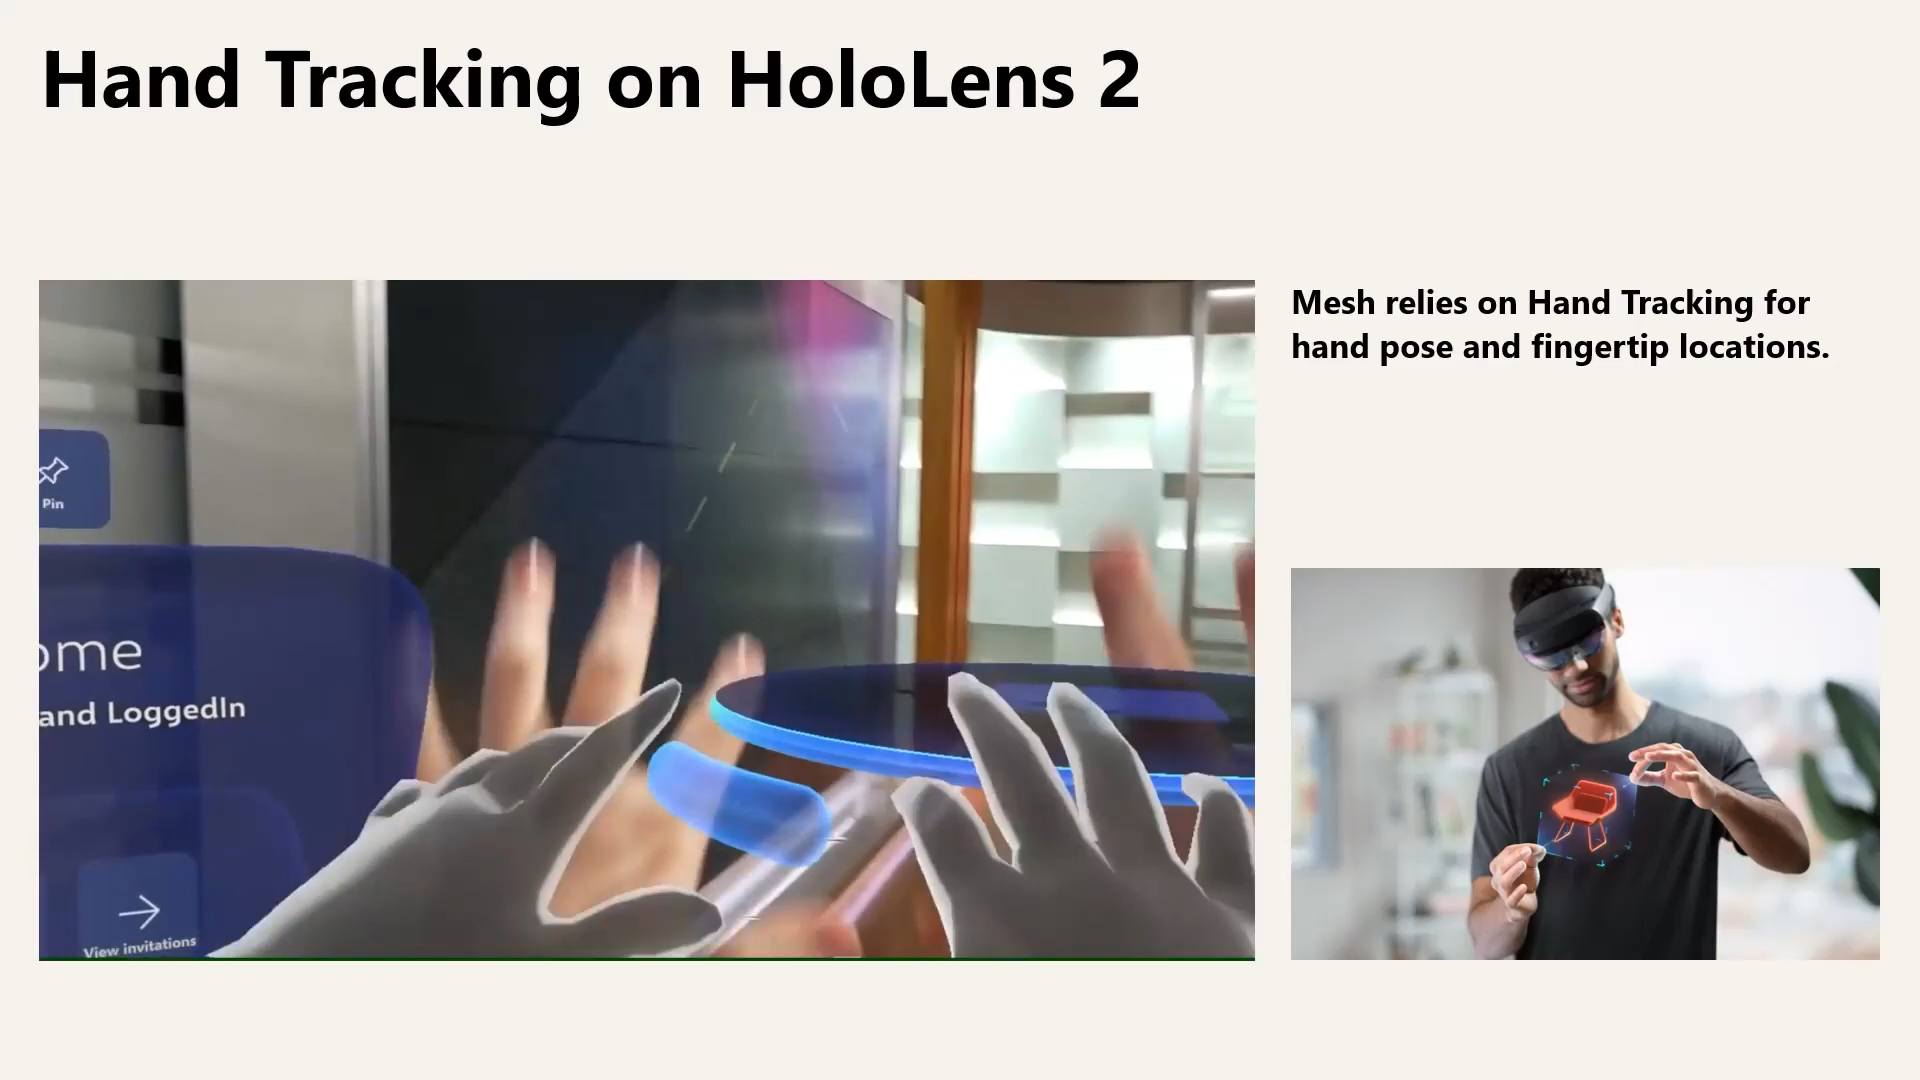 Hand Tracking on HoloLens 2
Mesh relies on Hand Tracking for
hand pose and fingertip locations.
Pin
ome
and LoggedIn
View invitations